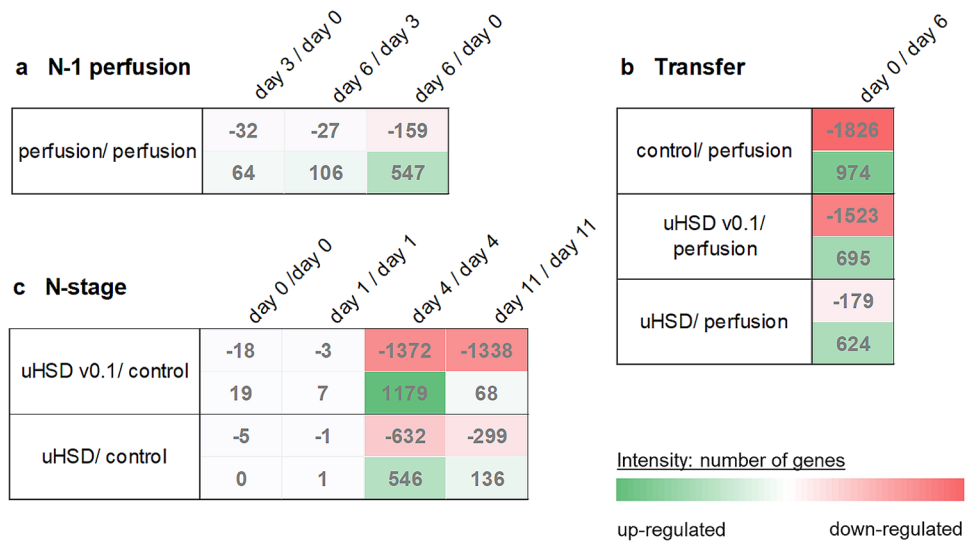 a N-1 perfusion
day 3 / day 0
day 6 / day 3
day 6 / day 0
perfusion/ perfusion
-32 -27 -159
64 106 547
b Transfer
day 0 / day 6
control/ perfusion
-1826
974
uHSD v0.1/
perfusion
-1523
695
uHSD/ perfusion
-179
624
c N-stage
day 0 /day 0
day 1 / day 1
day 4 / day 4
day 11 / day 11
uHSD v0.1/ control
-18 -3 -1372 -1338
19 7 1179 68
uHSD/ control
-5 -1 -632 -299
0 1 546 136
Intensity: number of genes
up-regulated down-regulated